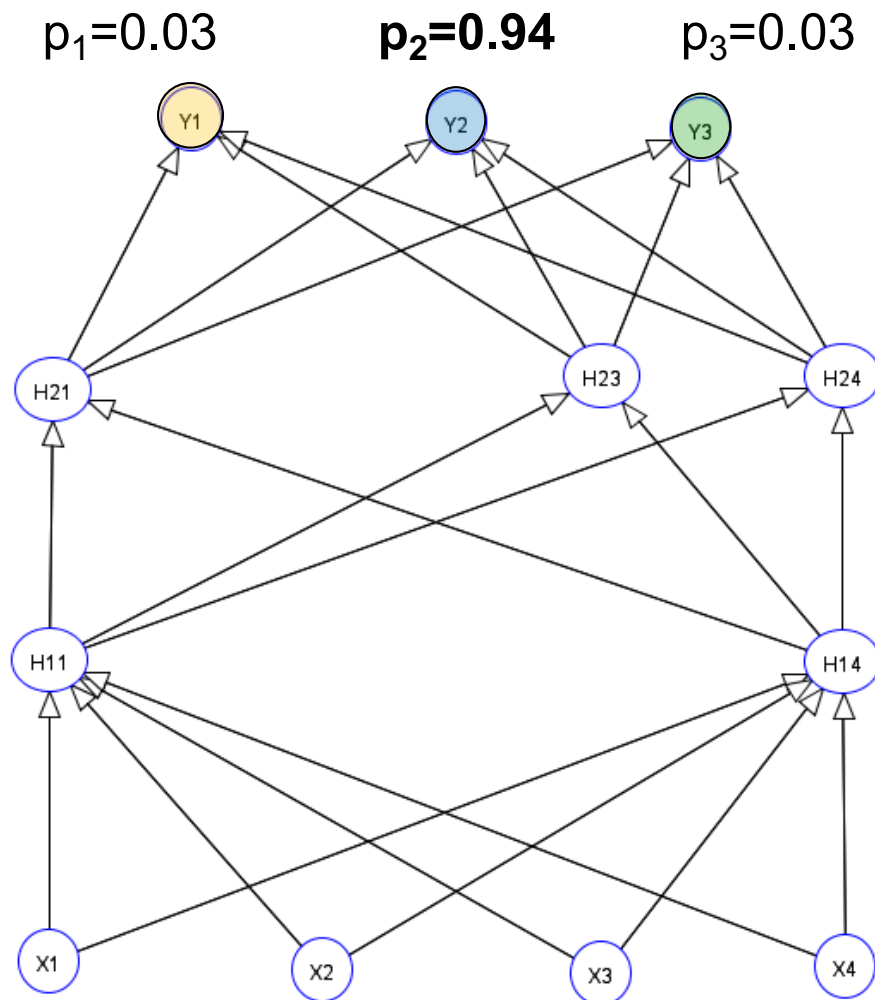 p₁=0.03 p₂=0.94 p₃=0.03
Y1 Y2 Y3
H21 H23 H24
H11 H14
X1 X2 X3 X4